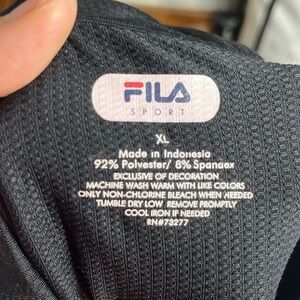 FILA
SPORT
XL
Made in Indonesia
92% Polyester/ 8% Spandex
EXCLUSIVE OF DECORATION
MACHINE WASH WARM WITH LIKE COLORS
ONLY NON-CHLORINE BLEACH WHEN NEEDED
TUMBLE DRY LOW REMOVE PROMPTLY
COOL IRON IF NEEDED
RN#73277